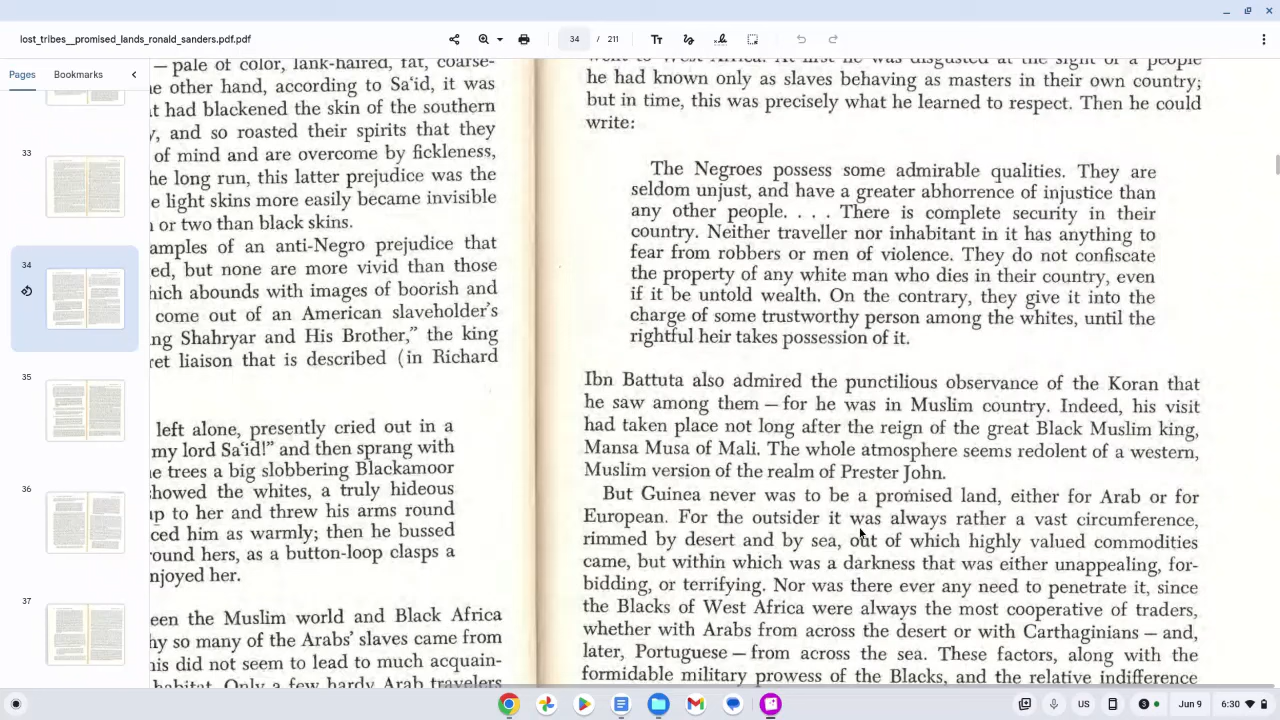 lost_tribes__promised_lands_ronald_sanders.pdf.pdf
34 / 211
Pages
Bookmarks
33
34
35
36
— pale of color, lank-haired, fat, coarse-
e other hand, according to Sa'id, it was
t had blackened the skin of the southern
y, and so roasted their spirits that they
of mind and are overcome by fickleness,
he long run, this latter prejudice was the
e light skins more easily became invisible
or two than black skins.
amples of an anti-Negro prejudice that
ed, but none are more vivid than those
hich abounds with images of boorish and
come out of an American slaveholder's
ng Shahryar and His Brother," the king
ret liaison that is described (in Richard
left alone, presently cried out in a
my lord Sa'id!" and then sprang with
e trees a big slobbering Blackamoor
howed the whites, a truly hideous
up to her and threw his arms round
ced him as warmly; then he bussed
round hers, as a button-loop clasps a
njoyed her.
een the Muslim world and Black Africa
hy so many of the Arabs' slaves came from
his did not seem to lead to much acquain-
habitat. Only a few hardy Arab travelers
went to West Africa. At first he was disgusted at the sight of a people
he had known only as slaves behaving as masters in their own country;
but in time, this was precisely what he learned to respect. Then he could
write:
The Negroes possess some admirable qualities. They are
seldom unjust, and have a greater abhorrence of injustice than
any other people. . . . There is complete security in their
country. Neither traveller nor inhabitant in it has anything to
fear from robbers or men of violence. They do not confiscate
the property of any white man who dies in their country, even
if it be untold wealth. On the contrary, they give it into the
charge of some trustworthy person among the whites, until the
rightful heir takes possession of it.
Ibn Battuta also admired the punctilious observance of the Koran that
he saw among them — for he was in Muslim country. Indeed, his visit
had taken place not long after the reign of the great Black Muslim king,
Mansa Musa of Mali. The whole atmosphere seems redolent of a western,
Muslim version of the realm of Prester John.
But Guinea never was to be a promised land, either for Arab or for
European. For the outsider it was always rather a vast circumference,
rimmed by desert and by sea, out of which highly valued commodities
came, but within which was a darkness that was either unappealing, for-
bidding, or terrifying. Nor was there ever any need to penetrate it, since
the Blacks of West Africa were always the most cooperative of traders,
whether with Arabs from across the desert or with Carthaginians — and,
later, Portuguese — from across the sea. These factors, along with the
formidable military prowess of the Blacks, and the relative indifference
US
3
Jun 9
6:30